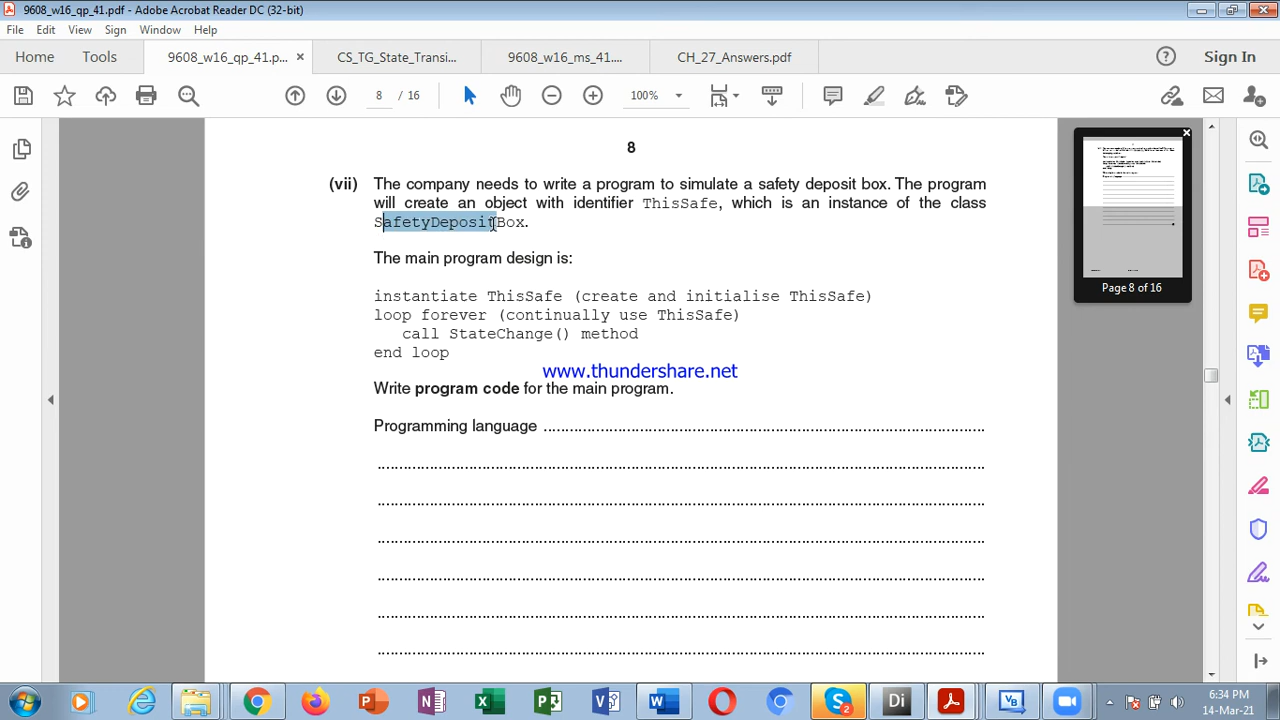 9608_w16_qp_41.pdf - Adobe Acrobat Reader DC (32-bit)
File Edit View Sign Window Help
Home Tools 9608_w16_qp_41.p... × CS_TG_State_Transi... 9608_w16_ms_41.... CH_27_Answers.pdf ? Sign In
8 / 16 100%
8
(vii) The company needs to write a program to simulate a safety deposit box. The program
will create an object with identifier ThisSafe, which is an instance of the class
SafetyDepositBox.
The main program design is:
instantiate ThisSafe (create and initialise ThisSafe)
loop forever (continually use ThisSafe)
call StateChange() method
end loop
www.thundershare.net
Write program code for the main program.
Programming language ..........................................................................................
Page 8 of 16
6:34 PM
14-Mar-21